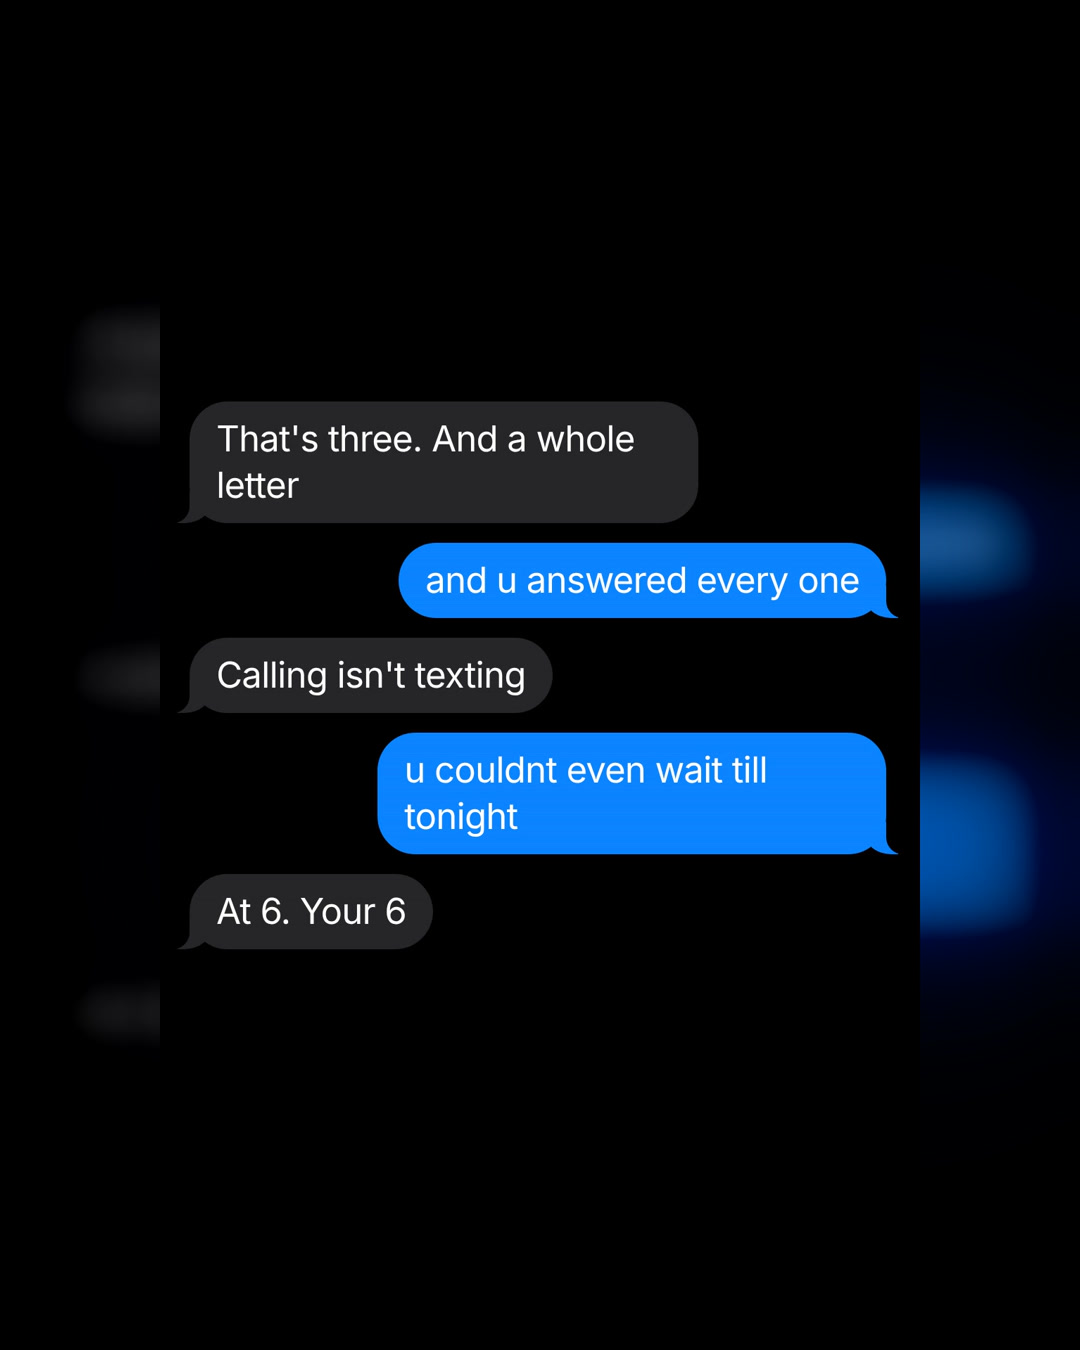 That's three. And a whole
letter
and u answered every one
Calling isn't texting
u couldnt even wait till
tonight
At 6. Your 6